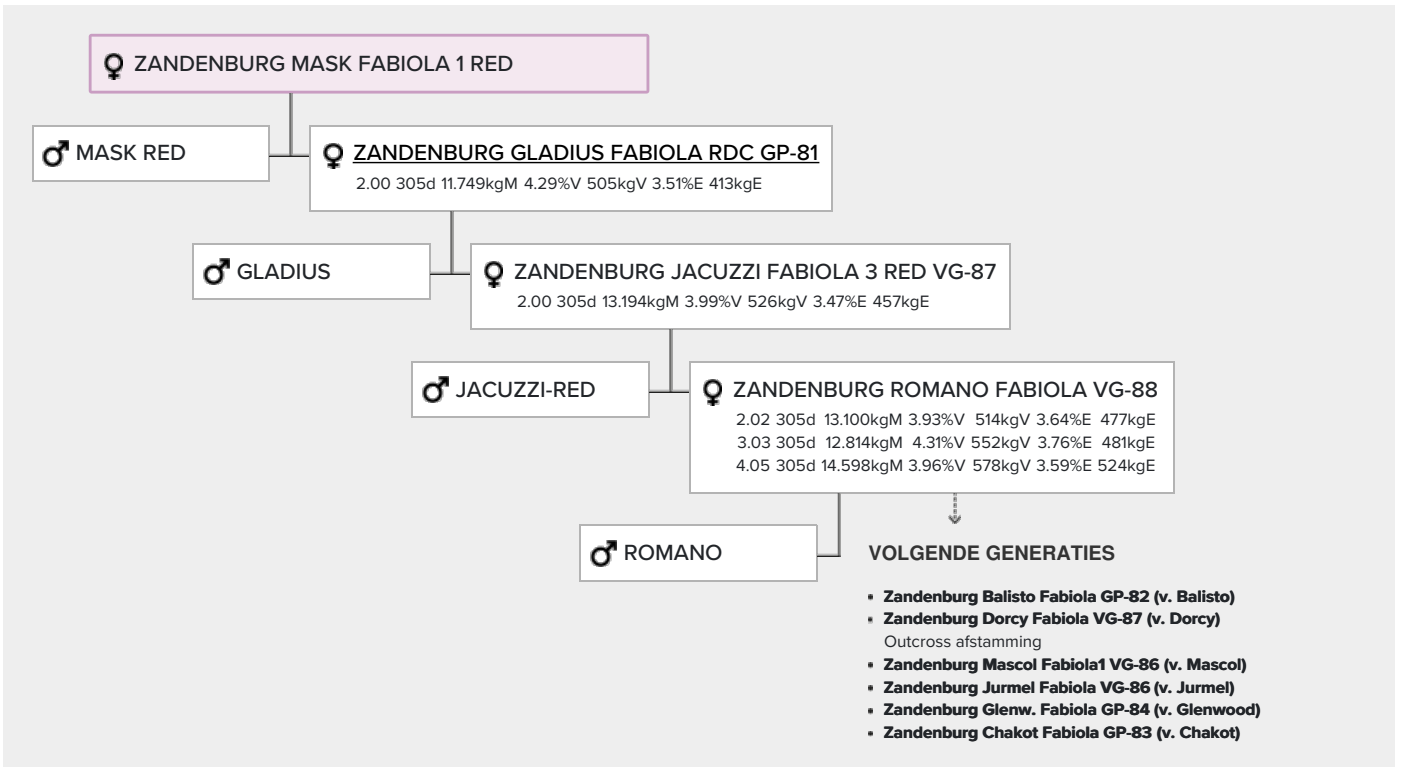 ZANDENBURG MASK FABIOLA 1 RED
MASK RED
ZANDENBURG GLADIUS FABIOLA RDC GP-81
2.00 305d 11.749kgM 4.29%V 505kgV 3.51%E 413kgE
GLADIUS
ZANDENBURG JACUZZI FABIOLA 3 RED VG-87
2.00 305d 13.194kgM 3.99%V 526kgV 3.47%E 457kgE
JACUZZI-RED
ZANDENBURG ROMANO FABIOLA VG-88
2.02 305d 13.100kgM 3.93%V 514kgV 3.64%E 477kgE
3.03 305d 12.814kgM 4.31%V 552kgV 3.76%E 481kgE
4.05 305d 14.598kgM 3.96%V 578kgV 3.59%E 524kgE
ROMANO
VOLGENDE GENERATIES
• Zandenburg Balisto Fabiola GP-82 (v. Balisto)
• Zandenburg Dorcy Fabiola VG-87 (v. Dorcy)
Outcross afstamming
• Zandenburg Mascol Fabiola1 VG-86 (v. Mascol)
• Zandenburg Jurmel Fabiola VG-86 (v. Jurmel)
• Zandenburg Glenw. Fabiola GP-84 (v. Glenwood)
• Zandenburg Chakot Fabiola GP-83 (v. Chakot)